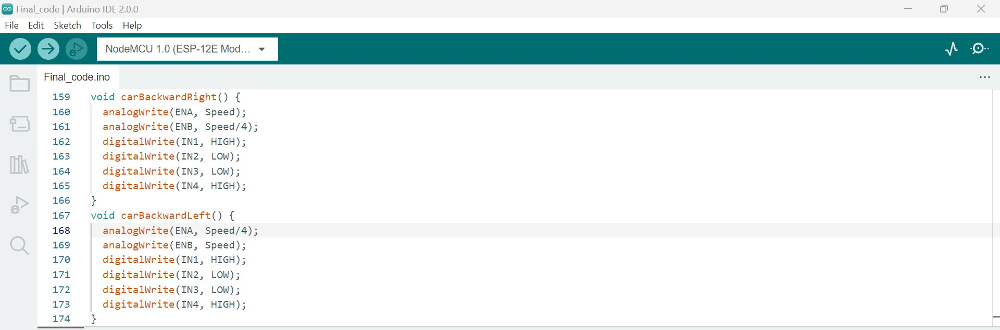 Final_code | Arduino IDE 2.0.0
File Edit Sketch Tools Help
NodeMCU 1.0 (ESP-12E Mod...
Final_code.ino
159 void carBackwardRight() {
160 analogWrite(ENA, Speed);
161 analogWrite(ENB, Speed/4);
162 digitalWrite(IN1, HIGH);
163 digitalWrite(IN2, LOW);
164 digitalWrite(IN3, LOW);
165 digitalWrite(IN4, HIGH);
166 }
167 void carBackwardLeft() {
168 analogWrite(ENA, Speed/4);
169 analogWrite(ENB, Speed);
170 digitalWrite(IN1, HIGH);
171 digitalWrite(IN2, LOW);
172 digitalWrite(IN3, LOW);
173 digitalWrite(IN4, HIGH);
174 }